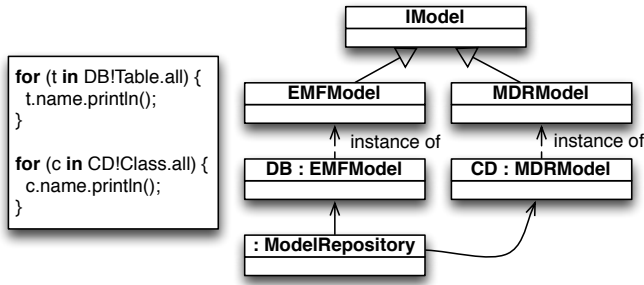 for (t in DB!Table.all) {
t.name.println();
}
for (c in CD!Class.all) {
c.name.println();
}
IModel
EMFModel
MDRModel
instance of
instance of
DB : EMFModel
CD : MDRModel
: ModelRepository